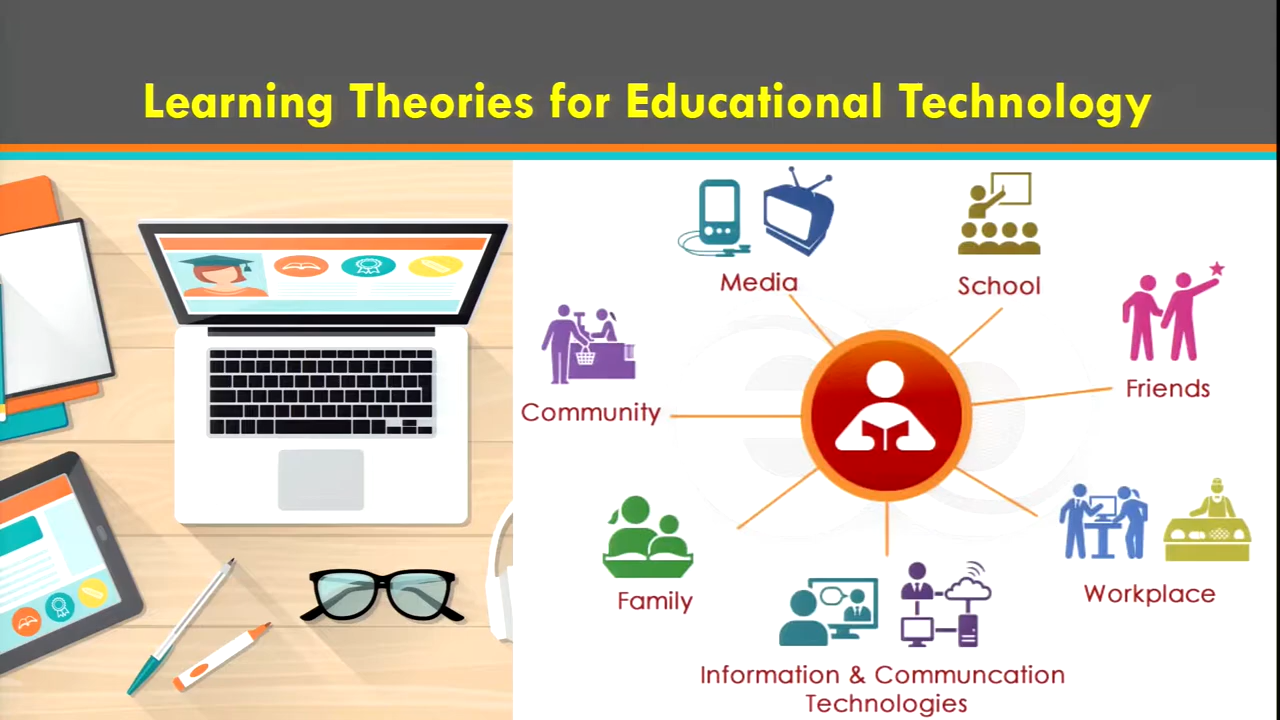 Learning Theories for Educational Technology
Media
School
Friends
Community
Workplace
Family
Information & Communcation
Technologies